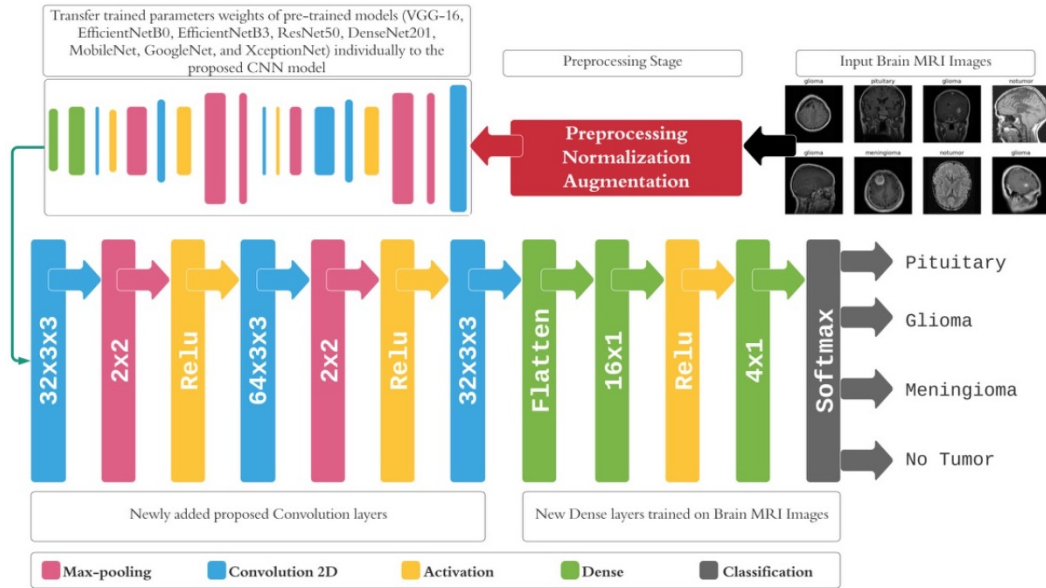 Transfer trained parameters weights of pre-trained models (VGG-16,
EfficientNetB0, EfficientNetB3, ResNet50, DenseNet201,
MobileNet, GoogleNet, and XceptionNet) individually to the
proposed CNN model
Preprocessing Stage
Input Brain MRI Images
Preprocessing
Normalization
Augmentation
glioma
pituitary
glioma
notumor
glioma
meningioma
notumor
glioma
32x3x3
2x2
Relu
64x3x3
2x2
Relu
32x3x3
Flatten
16x1
Relu
4x1
Softmax
Pituitary
Glioma
Meningioma
No Tumor
Newly added proposed Convolution layers
New Dense layers trained on Brain MRI Images
Max-pooling
Convolution 2D
Activation
Dense
Classification